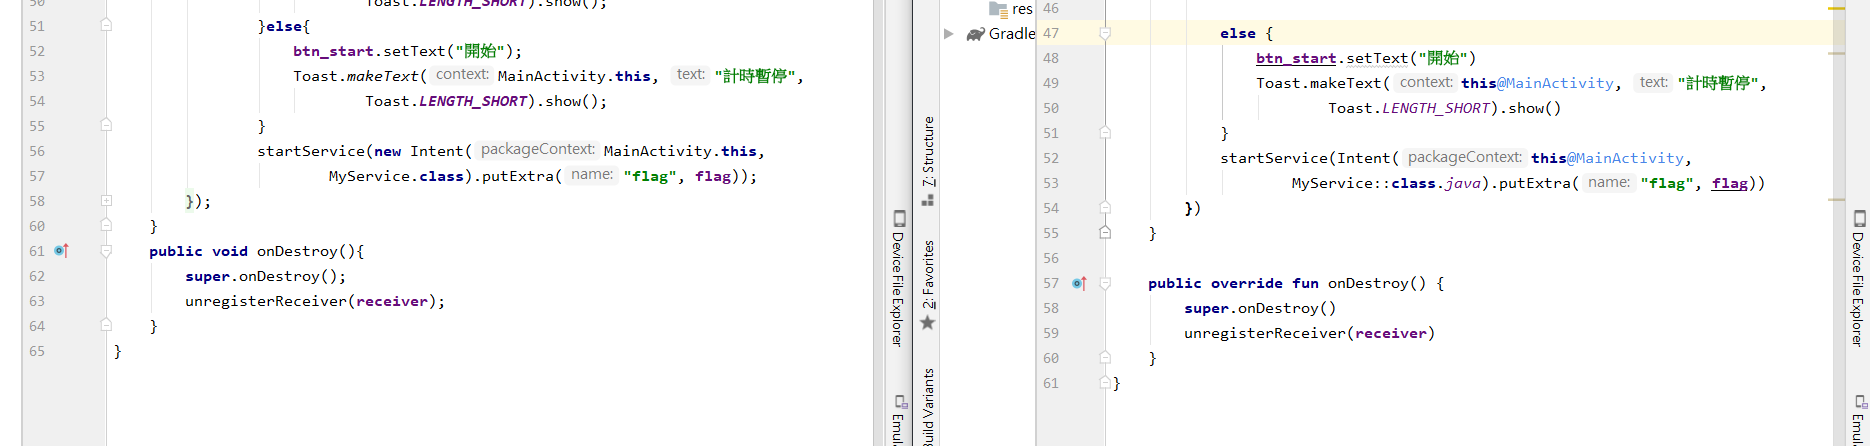 50 Toast.LENGTH_SHORT).show();
51 }else{
52 btn_start.setText("開始");
53 Toast.makeText( context: MainActivity.this, text: "計時暫停",
54 Toast.LENGTH_SHORT).show();
55 }
56 startService(new Intent( packageContext: MainActivity.this,
57 MyService.class).putExtra( name: "flag", flag));
58 });
60 }
61 public void onDestroy(){
62 super.onDestroy();
63 unregisterReceiver(receiver);
64 }
65 }
Device File Explorer
Emula
7: Structure
2: Favorites
Build Variants
res
Gradle
46
47 else {
48 btn_start.setText("開始")
49 Toast.makeText( context: this@MainActivity, text: "計時暫停",
50 Toast.LENGTH_SHORT).show()
51 }
52 startService(Intent( packageContext: this@MainActivity,
53 MyService::class.java).putExtra( name: "flag", flag))
54 })
55 }
56
57 public override fun onDestroy() {
58 super.onDestroy()
59 unregisterReceiver(receiver)
60 }
61 }
Device File Explorer
Emula